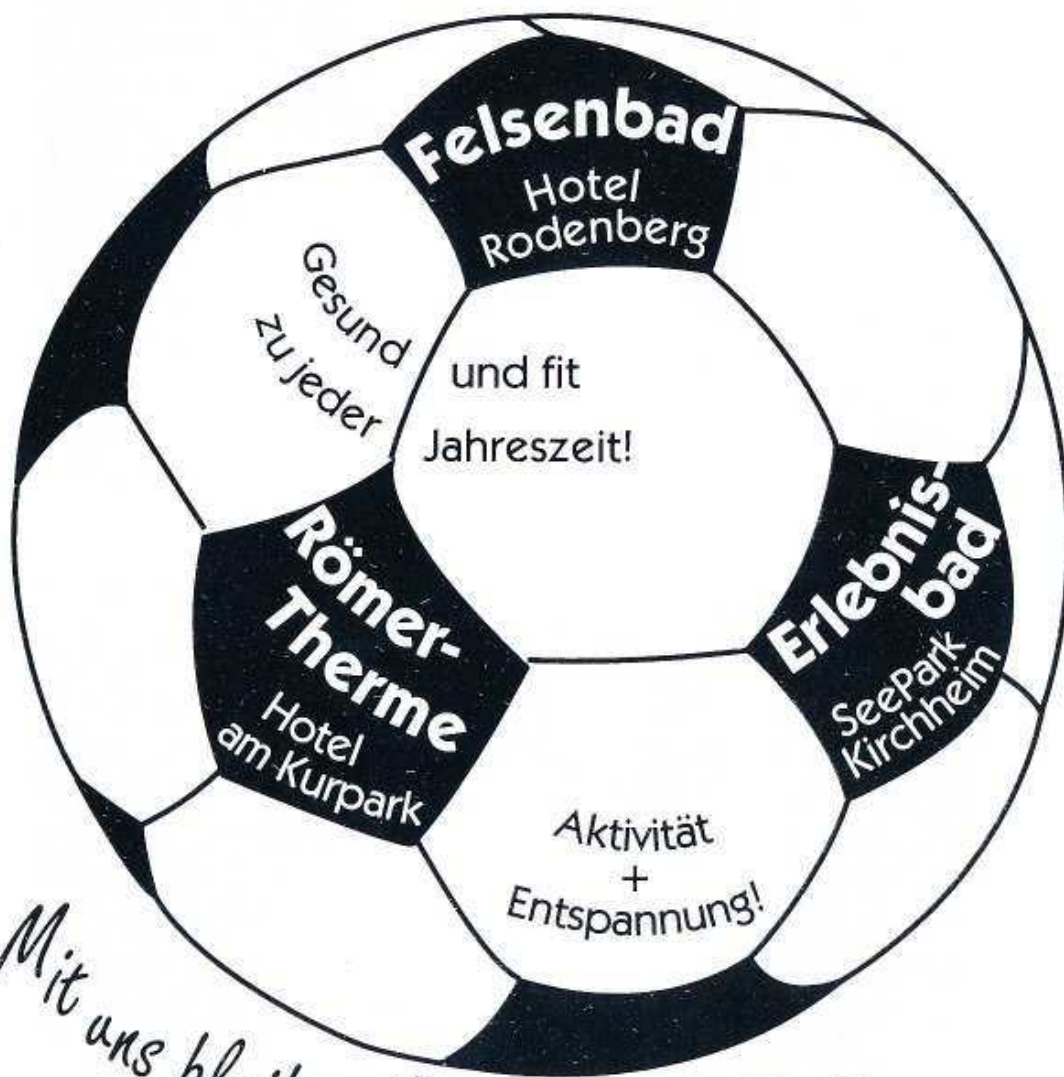 Felsenbad
Hotel
Rodenberg
Gesund und fit
zu jeder Jahreszeit!
Römer-
Therme
Hotel
am Kurpark
Erlebnis-
bad
SeePark
Kirchheim
Aktivität
+
Entspannung!
Mit uns